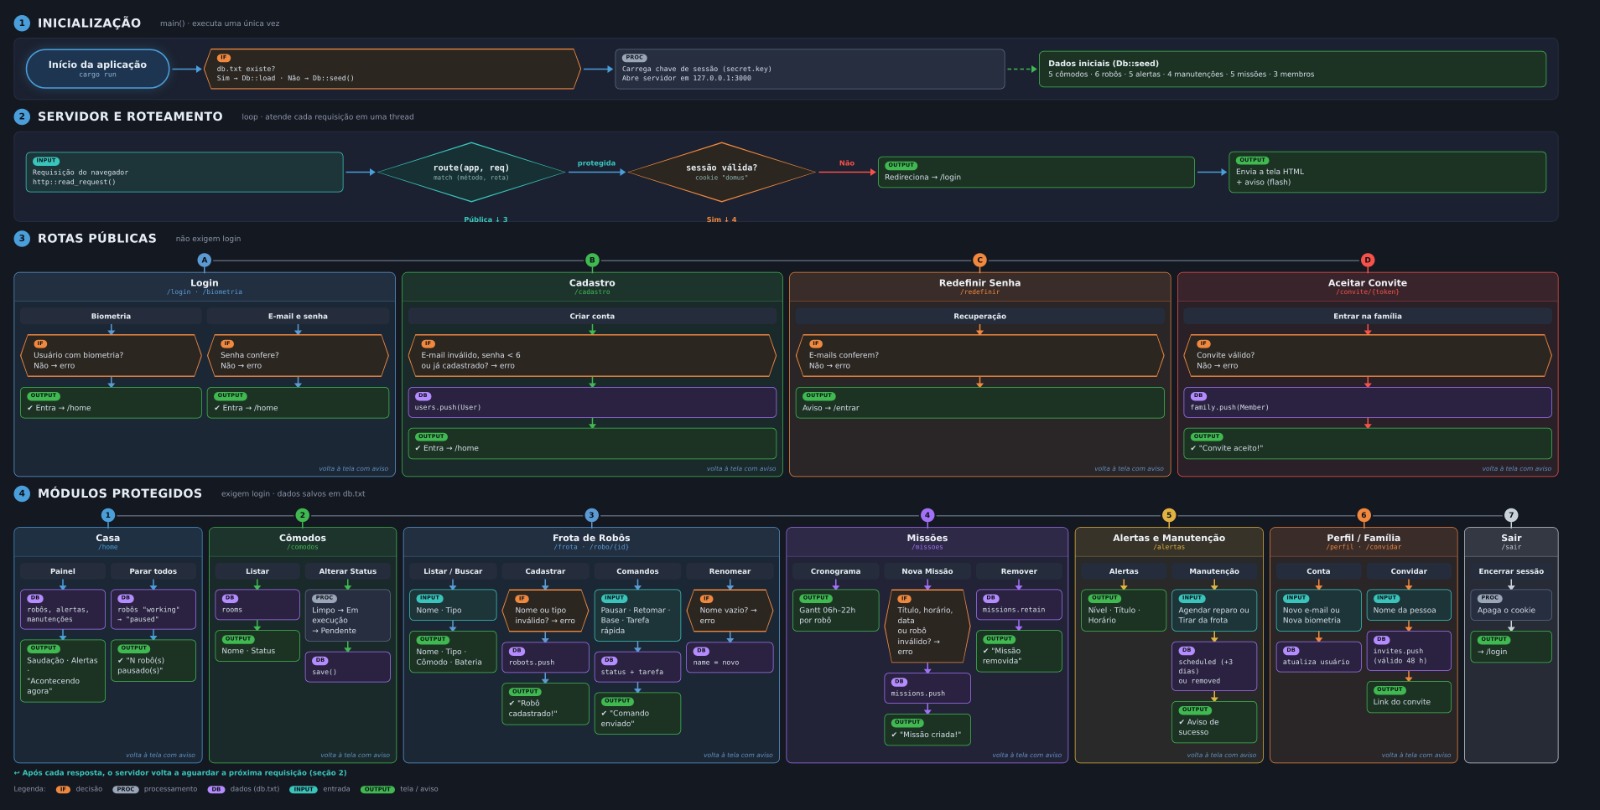 1 INICIALIZAÇÃO main() · executa uma única vez
Início da aplicação
cargo run
IF
db.txt existe?
Sim → Db::load · Não → Db::seed()
PROC
Carrega chave de sessão (secret.key)
Abre servidor em 127.0.0.1:3000
Dados iniciais (Db::seed)
5 cômodos · 6 robôs · 5 alertas · 4 manutenções · 5 missões · 3 membros
2 SERVIDOR E ROTEAMENTO loop · atende cada requisição em uma thread
INPUT
Requisição do navegador
http::read_request()
route(app, req)
match (método, rota)
protegida
sessão válida?
cookie "domus"
Não
OUTPUT
Redireciona → /login
OUTPUT
Envia a tela HTML
+ aviso (flash)
Pública ↓ 3
Sim ↓ 4
3 ROTAS PÚBLICAS não exigem login
A
Login
/login · /biometria
Biometria
IF
Usuário com biometria?
Não → erro
OUTPUT
✔ Entra → /home
E-mail e senha
IF
Senha confere?
Não → erro
OUTPUT
✔ Entra → /home
volta à tela com aviso
B
Cadastro
/cadastro
Criar conta
IF
E-mail inválido, senha < 6
ou já cadastrado? → erro
DB
users.push(User)
OUTPUT
✔ Entra → /home
volta à tela com aviso
C
Redefinir Senha
/redefinir
Recuperação
IF
E-mails conferem?
Não → erro
OUTPUT
Aviso → /entrar
volta à tela com aviso
D
Aceitar Convite
/convite/{token}
Entrar na família
IF
Convite válido?
Não → erro
DB
family.push(Member)
OUTPUT
✔ "Convite aceito!"
volta à tela com aviso
4 MÓDULOS PROTEGIDOS exigem login · dados salvos em db.txt
1
Casa
/home
Painel
DB
robôs, alertas,
manutenções
OUTPUT
Saudação · Alertas
·
"Acontecendo
agora"
Parar todos
DB
robôs "working"
→ "paused"
OUTPUT
✔ "N robô(s)
pausado(s)"
volta à tela com aviso
2
Cômodos
/comodos
Listar
DB
rooms
OUTPUT
Nome · Status
Alterar Status
PROC
Limpo → Em
execução
→ Pendente
DB
save()
volta à tela com aviso
3
Frota de Robôs
/frota · /robo/{id}
Listar / Buscar
INPUT
Nome · Tipo
OUTPUT
Nome · Tipo ·
Cômodo · Bateria
Cadastrar
IF
Nome ou tipo
inválido? → erro
DB
robots.push
OUTPUT
✔ "Robô
cadastrado!"
Comandos
INPUT
Pausar · Retomar ·
Base · Tarefa
rápida
DB
status + tarefa
OUTPUT
✔ "Comando
enviado"
Renomear
IF
Nome vazio? →
erro
DB
name = novo
volta à tela com aviso
4
Missões
/missoes
Cronograma
OUTPUT
Gantt 06h–22h
por robô
Nova Missão
IF
Título, horário,
data
ou robô
inválido? →
erro
DB
missions.push
OUTPUT
✔ "Missão criada!"
Remover
DB
missions.retain
OUTPUT
✔ "Missão
removida"
volta à tela com aviso
5
Alertas e Manutenção
/alertas
Alertas
OUTPUT
Nível · Título ·
Horário
Manutenção
INPUT
Agendar reparo ou
Tirar da frota
DB
scheduled (+3
dias)
ou removed
OUTPUT
✔ Aviso de
sucesso
volta à tela com aviso
6
Perfil / Família
/perfil · /convidar
Conta
INPUT
Novo e-mail ou
Nova biometria
DB
atualiza usuário
Convidar
INPUT
Nome da pessoa
DB
invites.push
(válido 48 h)
OUTPUT
Link do convite
volta à tela com aviso
7
Sair
/sair
Encerrar sessão
PROC
Apaga o cookie
OUTPUT
→ /login
volta à tela com aviso
↩ Após cada resposta, o servidor volta a aguardar a próxima requisição (seção 2)
Legenda: IF decisão PROC processamento DB dados (db.txt) INPUT entrada OUTPUT tela / aviso